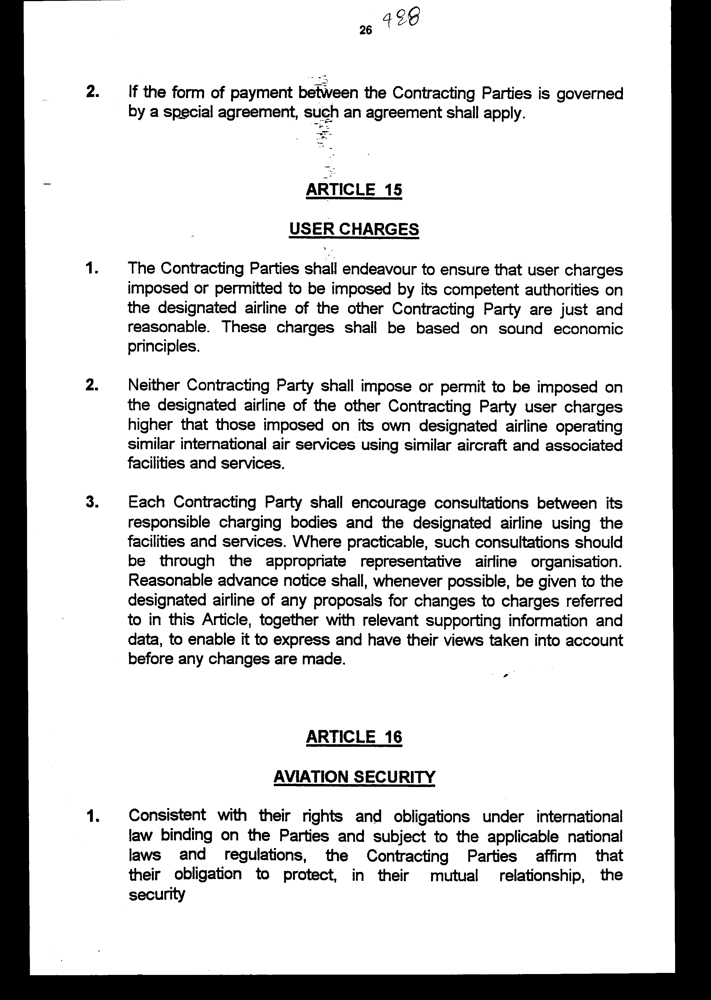 26
2. If the form of payment between the Contracting Parties is governed
by a special agreement, such an agreement shall apply.
ARTICLE 15
USER CHARGES
1. The Contracting Parties shall endeavour to ensure that user charges
imposed or permitted to be imposed by its competent authorities on
the designated airline of the other Contracting Party are just and
reasonable. These charges shall be based on sound economic
principles.
2. Neither Contracting Party shall impose or permit to be imposed on
the designated airline of the other Contracting Party user charges
higher that those imposed on its own designated airline operating
similar international air services using similar aircraft and associated
facilities and services.
3. Each Contracting Party shall encourage consultations between its
responsible charging bodies and the designated airline using the
facilities and services. Where practicable, such consultations should
be through the appropriate representative airline organisation.
Reasonable advance notice shall, whenever possible, be given to the
designated airline of any proposals for changes to charges referred
to in this Article, together with relevant supporting information and
data, to enable it to express and have their views taken into account
before any changes are made.
ARTICLE 16
AVIATION SECURITY
1. Consistent with their rights and obligations under international
law binding on the Parties and subject to the applicable national
laws and regulations, the Contracting Parties affirm that
their obligation to protect, in their mutual relationship, the
security